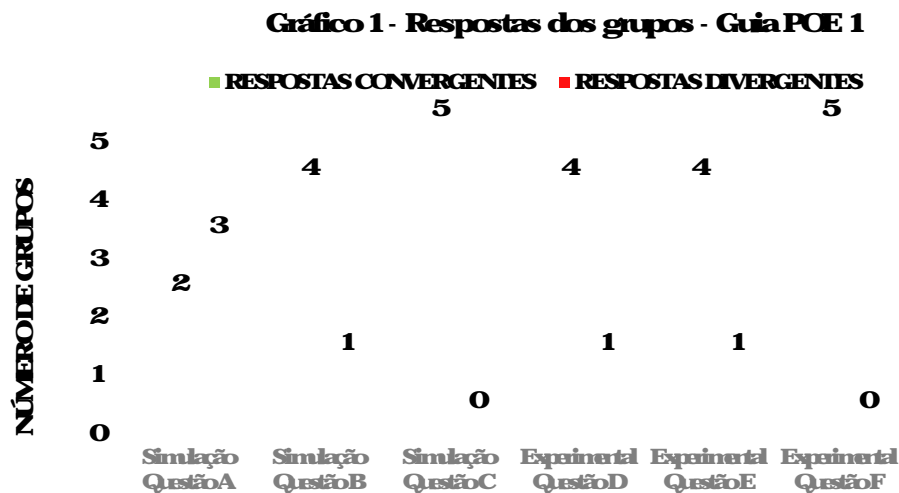 Gráfico 1 - Respostas dos grupos - Guia POE 1
RESPOSTAS CONVERGENTES RESPOSTAS DIVERGENTES
5 5
5
4 4 4
4
3
3
2
2
1 1 1
1
0 0
0
NÚMERO DE GRUPOS
Simulação Simulação Simulação Experimental Experimental Experimental
Questão A Questão B Questão C Questão D Questão E Questão F